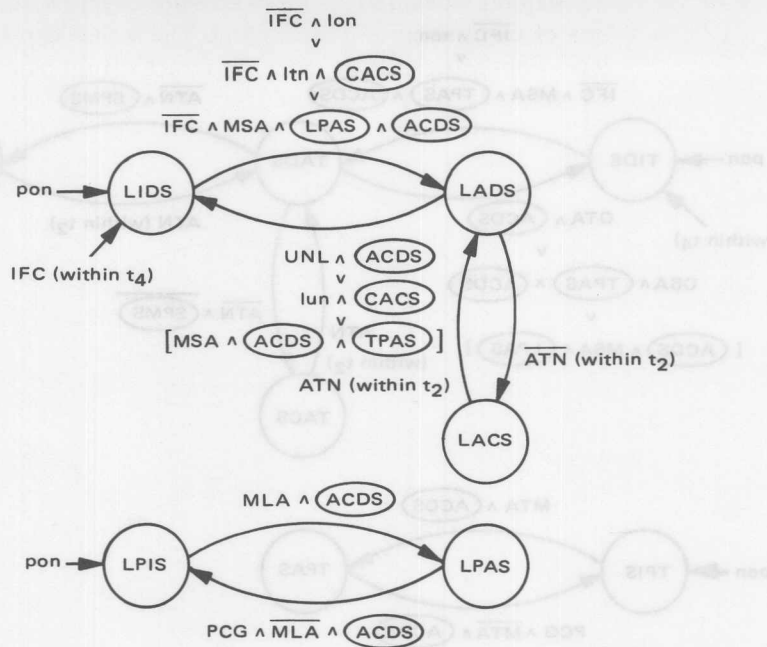 IFC ∧ lon
∨
IFC ∧ ltn ∧ CACS
∨
IFC ∧ MSA ∧ LPAS ∧ ACDS
pon
LIDS
LADS
IFC (within t4)
UNL ∧ ACDS
∨
lun ∧ CACS
∨
[MSA ∧ ACDS ∧ TPAS]
ATN (within t2)
ATN (within t2)
LACS
MLA ∧ ACDS
pon
LPIS
LPAS
PCG ∧ MLA ∧ ACDS